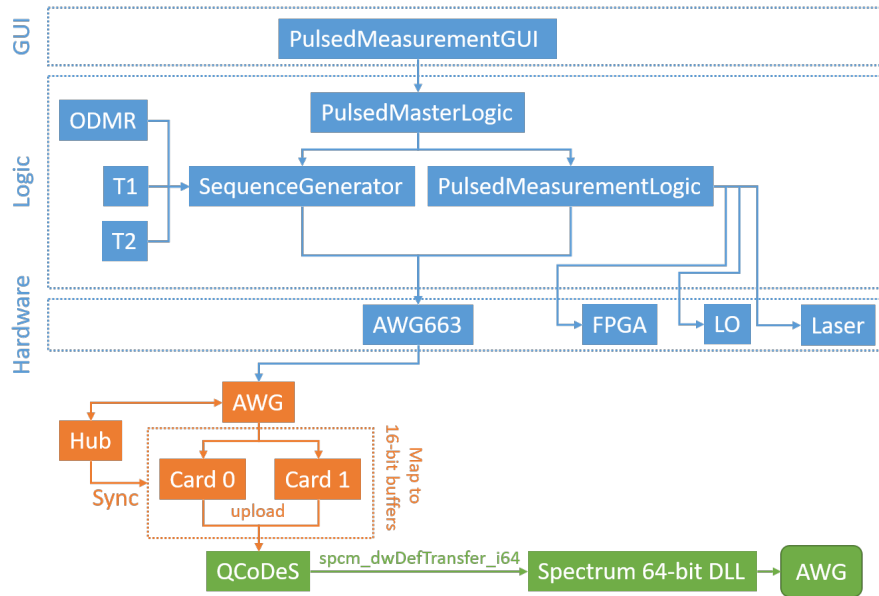 GUI
PulsedMeasurementGUI
Logic
PulsedMasterLogic
ODMR
T1
SequenceGenerator
PulsedMeasurementLogic
T2
Hardware
AWG663
FPGA
LO
Laser
AWG
Hub
Sync
Card 0
Card 1
upload
Map to
16-bit buffers
QCoDeS
spcm_dwDefTransfer_i64
Spectrum 64-bit DLL
AWG